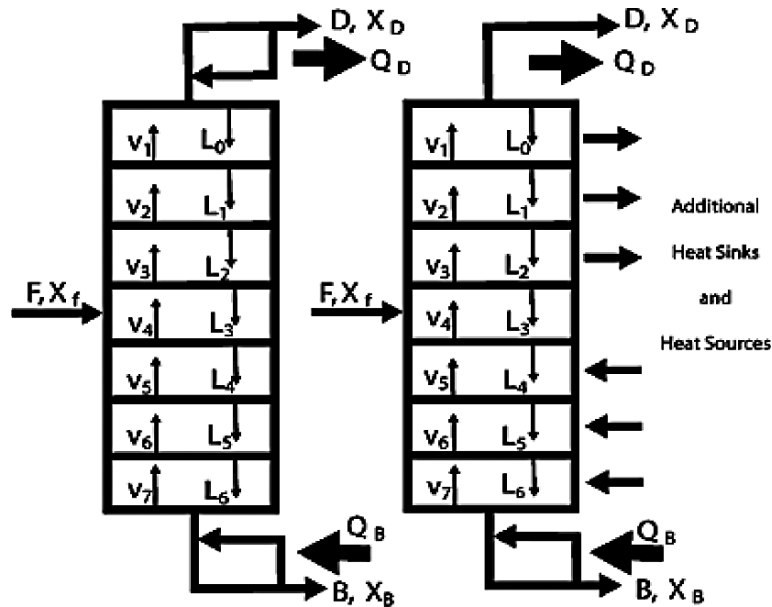 D, X D
Q D
V1 L0
V2 L1
V3 L2
F, X f
V4 L3
V5 L4
V6 L5
V7 L6
Q B
B, X B
D, X D
Q D
V1 L0
V2 L1
V3 L2
F, X f
V4 L3
V5 L4
V6 L5
V7 L6
Additional
Heat Sinks
and
Heat Sources
Q B
B, X B